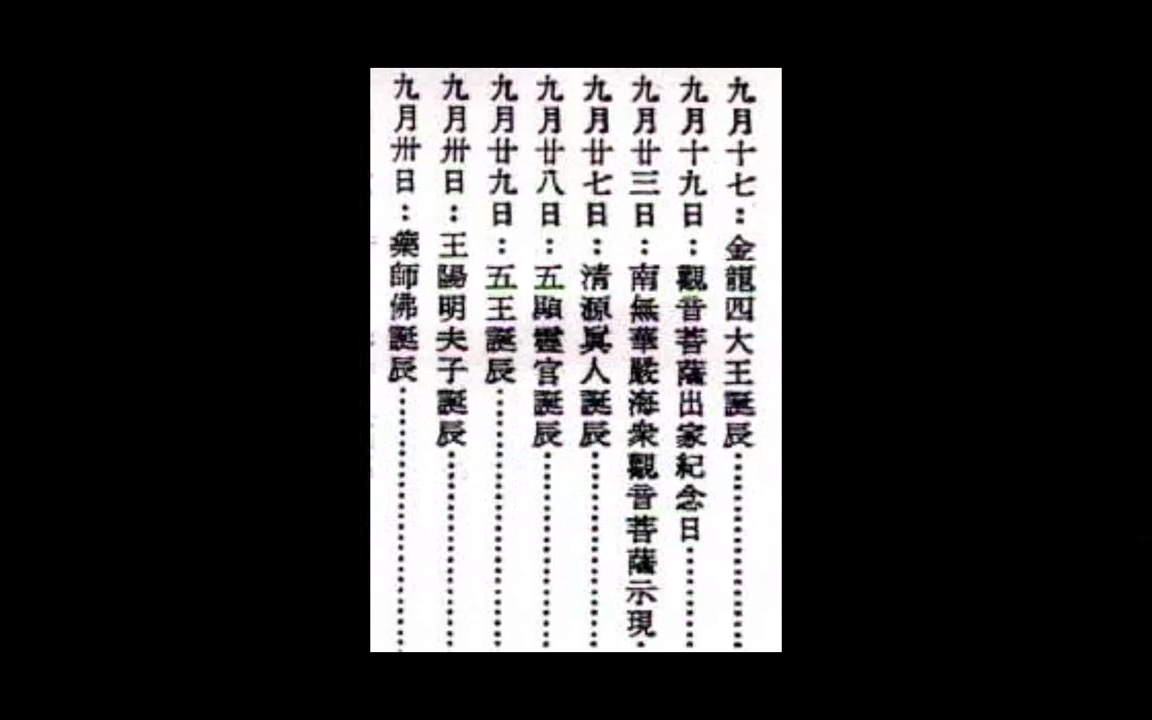 九月十七：金龍四大王誕辰
九月十九日：觀音菩薩出家紀念日
九月廿三日：南無華嚴海衆觀音菩薩示現
九月廿七日：清源眞人誕辰
九月廿八日：五顯靈官誕辰
九月廿九日：五王誕辰
九月卅日：王陽明夫子誕辰
九月卅日：藥師佛誕辰